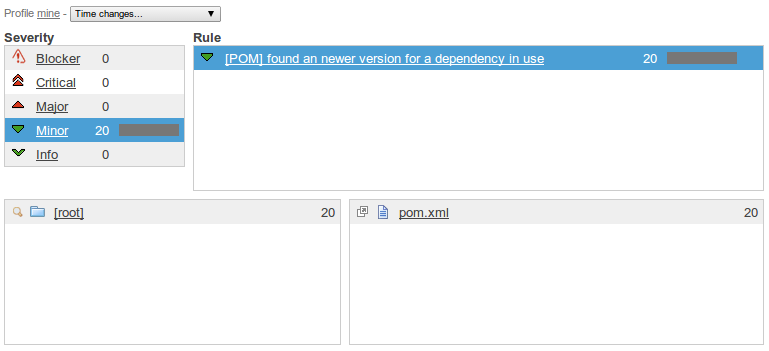 Profile mine - Time changes...
Severity
Rule
Blocker 0
Critical 0
Major 0
Minor 20
Info 0
[POM] found an newer version for a dependency in use 20
[root] 20
pom.xml 20